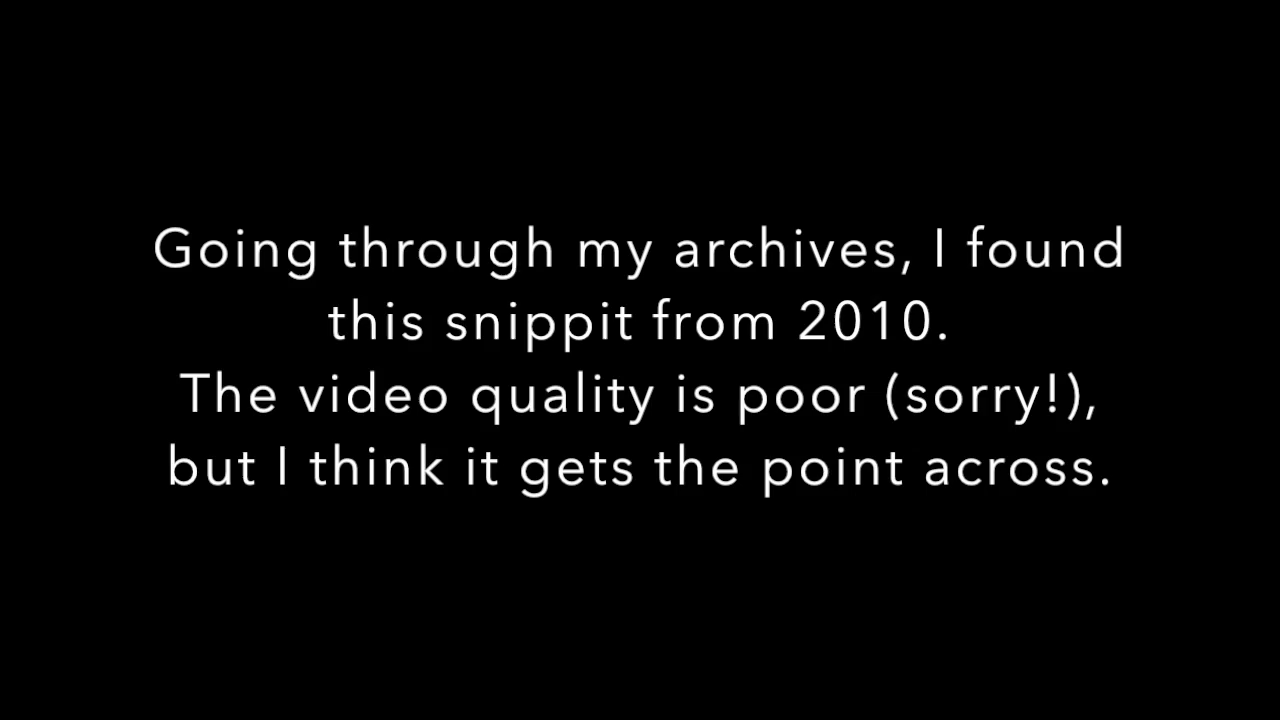 Going through my archives, I found
this snippit from 2010.
The video quality is poor (sorry!),
but I think it gets the point across.